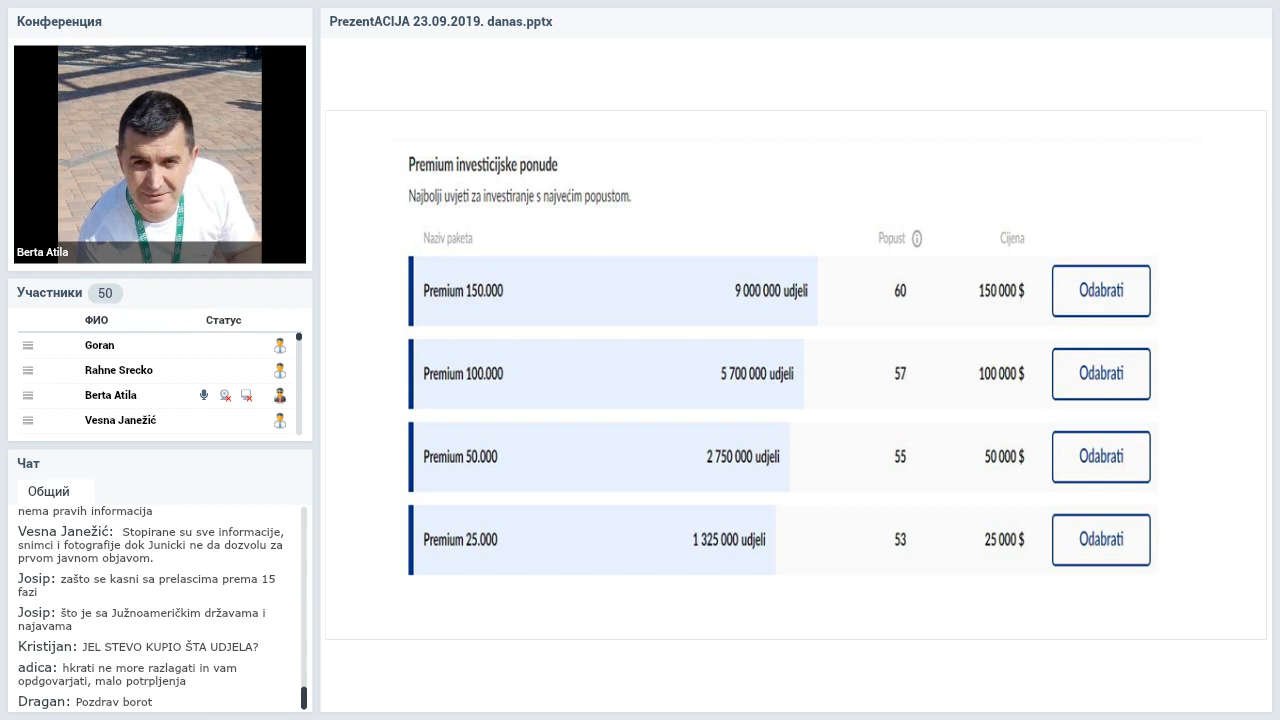 Конференция
Berta Atila
Участники 50
ФИО Статус
Goran
Rahne Srecko
Berta Atila
Vesna Janežić
Чат
Общий
nema pravih informacija
Vesna Janežić: Stopirane su sve informacije,
snimci i fotografije dok Junicki ne da dozvolu za
prvom javnom objavom.
Josip: zašto se kasni sa prelascima prema 15
fazi
Josip: što je sa Južnoameričkim državama i
najavama
Kristijan: JEL STEVO KUPIO ŠTA UDJELA?
adica: hkrati ne more razlagati in vam
opdgovarjati, malo potrpljenja
Dragan: Pozdrav borot
PrezentACIJA 23.09.2019. danas.pptx
Premium investicijske ponude
Najbolji uvjeti za investiranje s najvećim popustom.
Naziv paketa Popust Cijena
Premium 150.000 9 000 000 udjeli 60 150 000 $ Odabrati
Premium 100.000 5 700 000 udjeli 57 100 000 $ Odabrati
Premium 50.000 2 750 000 udjeli 55 50 000 $ Odabrati
Premium 25.000 1 325 000 udjeli 53 25 000 $ Odabrati